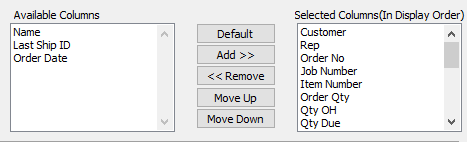 Available Columns
Name
Last Ship ID
Order Date
Default
Add >>
<< Remove
Move Up
Move Down
Selected Columns(In Display Order)
Customer
Rep
Order No
Job Number
Item Number
Order Qty
Qty OH
Qty Due